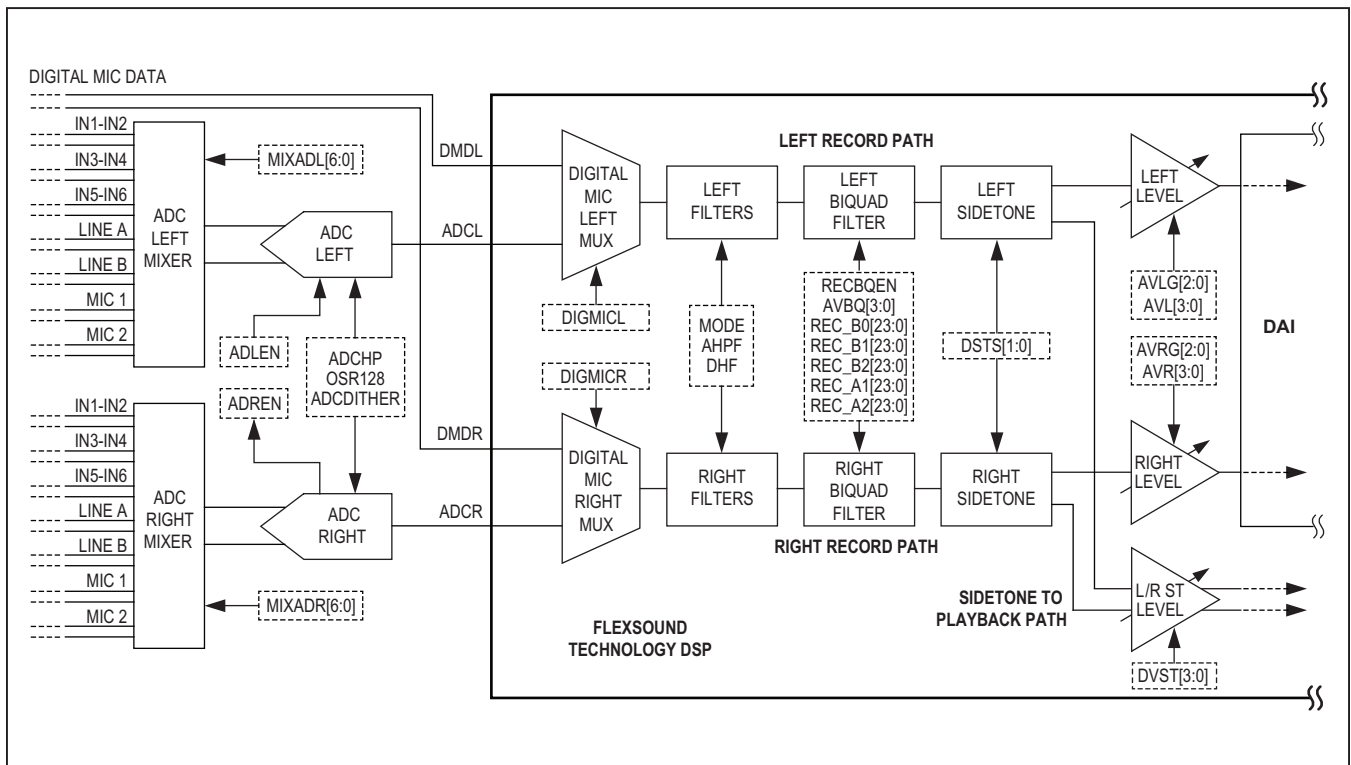 DIGITAL MIC DATA
IN1-IN2
IN3-IN4
IN5-IN6
LINE A
LINE B
MIC 1
MIC 2
ADC
LEFT
MIXER
MIXADL[6:0]
ADC
LEFT
ADLEN
ADREN
ADCHP
OSR128
ADCDITHER
IN1-IN2
IN3-IN4
IN5-IN6
LINE A
LINE B
MIC 1
MIC 2
ADC
RIGHT
MIXER
MIXADR[6:0]
ADC
RIGHT
DMDL
ADCL
DMDR
ADCR
DIGITAL
MIC
LEFT
MUX
DIGMICL
DIGMICR
DIGITAL
MIC
RIGHT
MUX
LEFT RECORD PATH
LEFT
FILTERS
LEFT
BIQUAD
FILTER
LEFT
SIDETONE
MODE
AHPF
DHF
RECBQEN
AVBQ[3:0]
REC_B0[23:0]
REC_B1[23:0]
REC_B2[23:0]
REC_A1[23:0]
REC_A2[23:0]
DSTS[1:0]
RIGHT
FILTERS
RIGHT
BIQUAD
FILTER
RIGHT
SIDETONE
RIGHT RECORD PATH
LEFT
LEVEL
AVLG[2:0]
AVL[3:0]
AVRG[2:0]
AVR[3:0]
RIGHT
LEVEL
DAI
SIDETONE TO
PLAYBACK PATH
L/R ST
LEVEL
DVST[3:0]
FLEXSOUND
TECHNOLOGY DSP